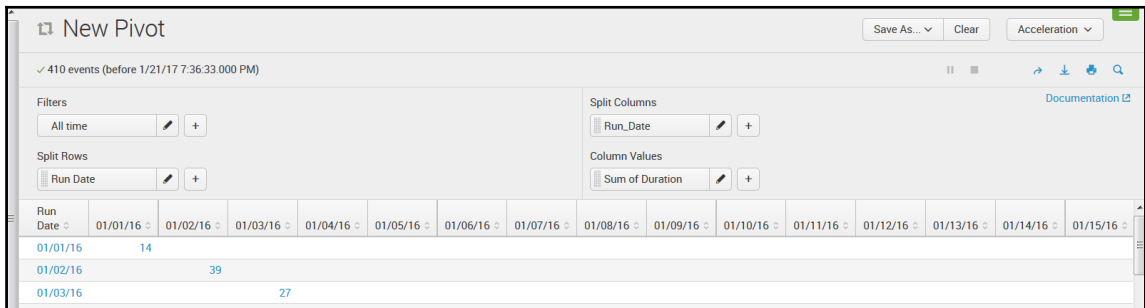 New Pivot
Save As... Clear Acceleration
410 events (before 1/21/17 7:36:33.000 PM)
Documentation
Filters
All time
Split Columns
Run_Date
Split Rows
Run Date
Column Values
Sum of Duration
Run Date 01/01/16 01/02/16 01/03/16 01/04/16 01/05/16 01/06/16 01/07/16 01/08/16 01/09/16 01/10/16 01/11/16 01/12/16 01/13/16 01/14/16 01/15/16
01/01/16 14
01/02/16 39
01/03/16 27